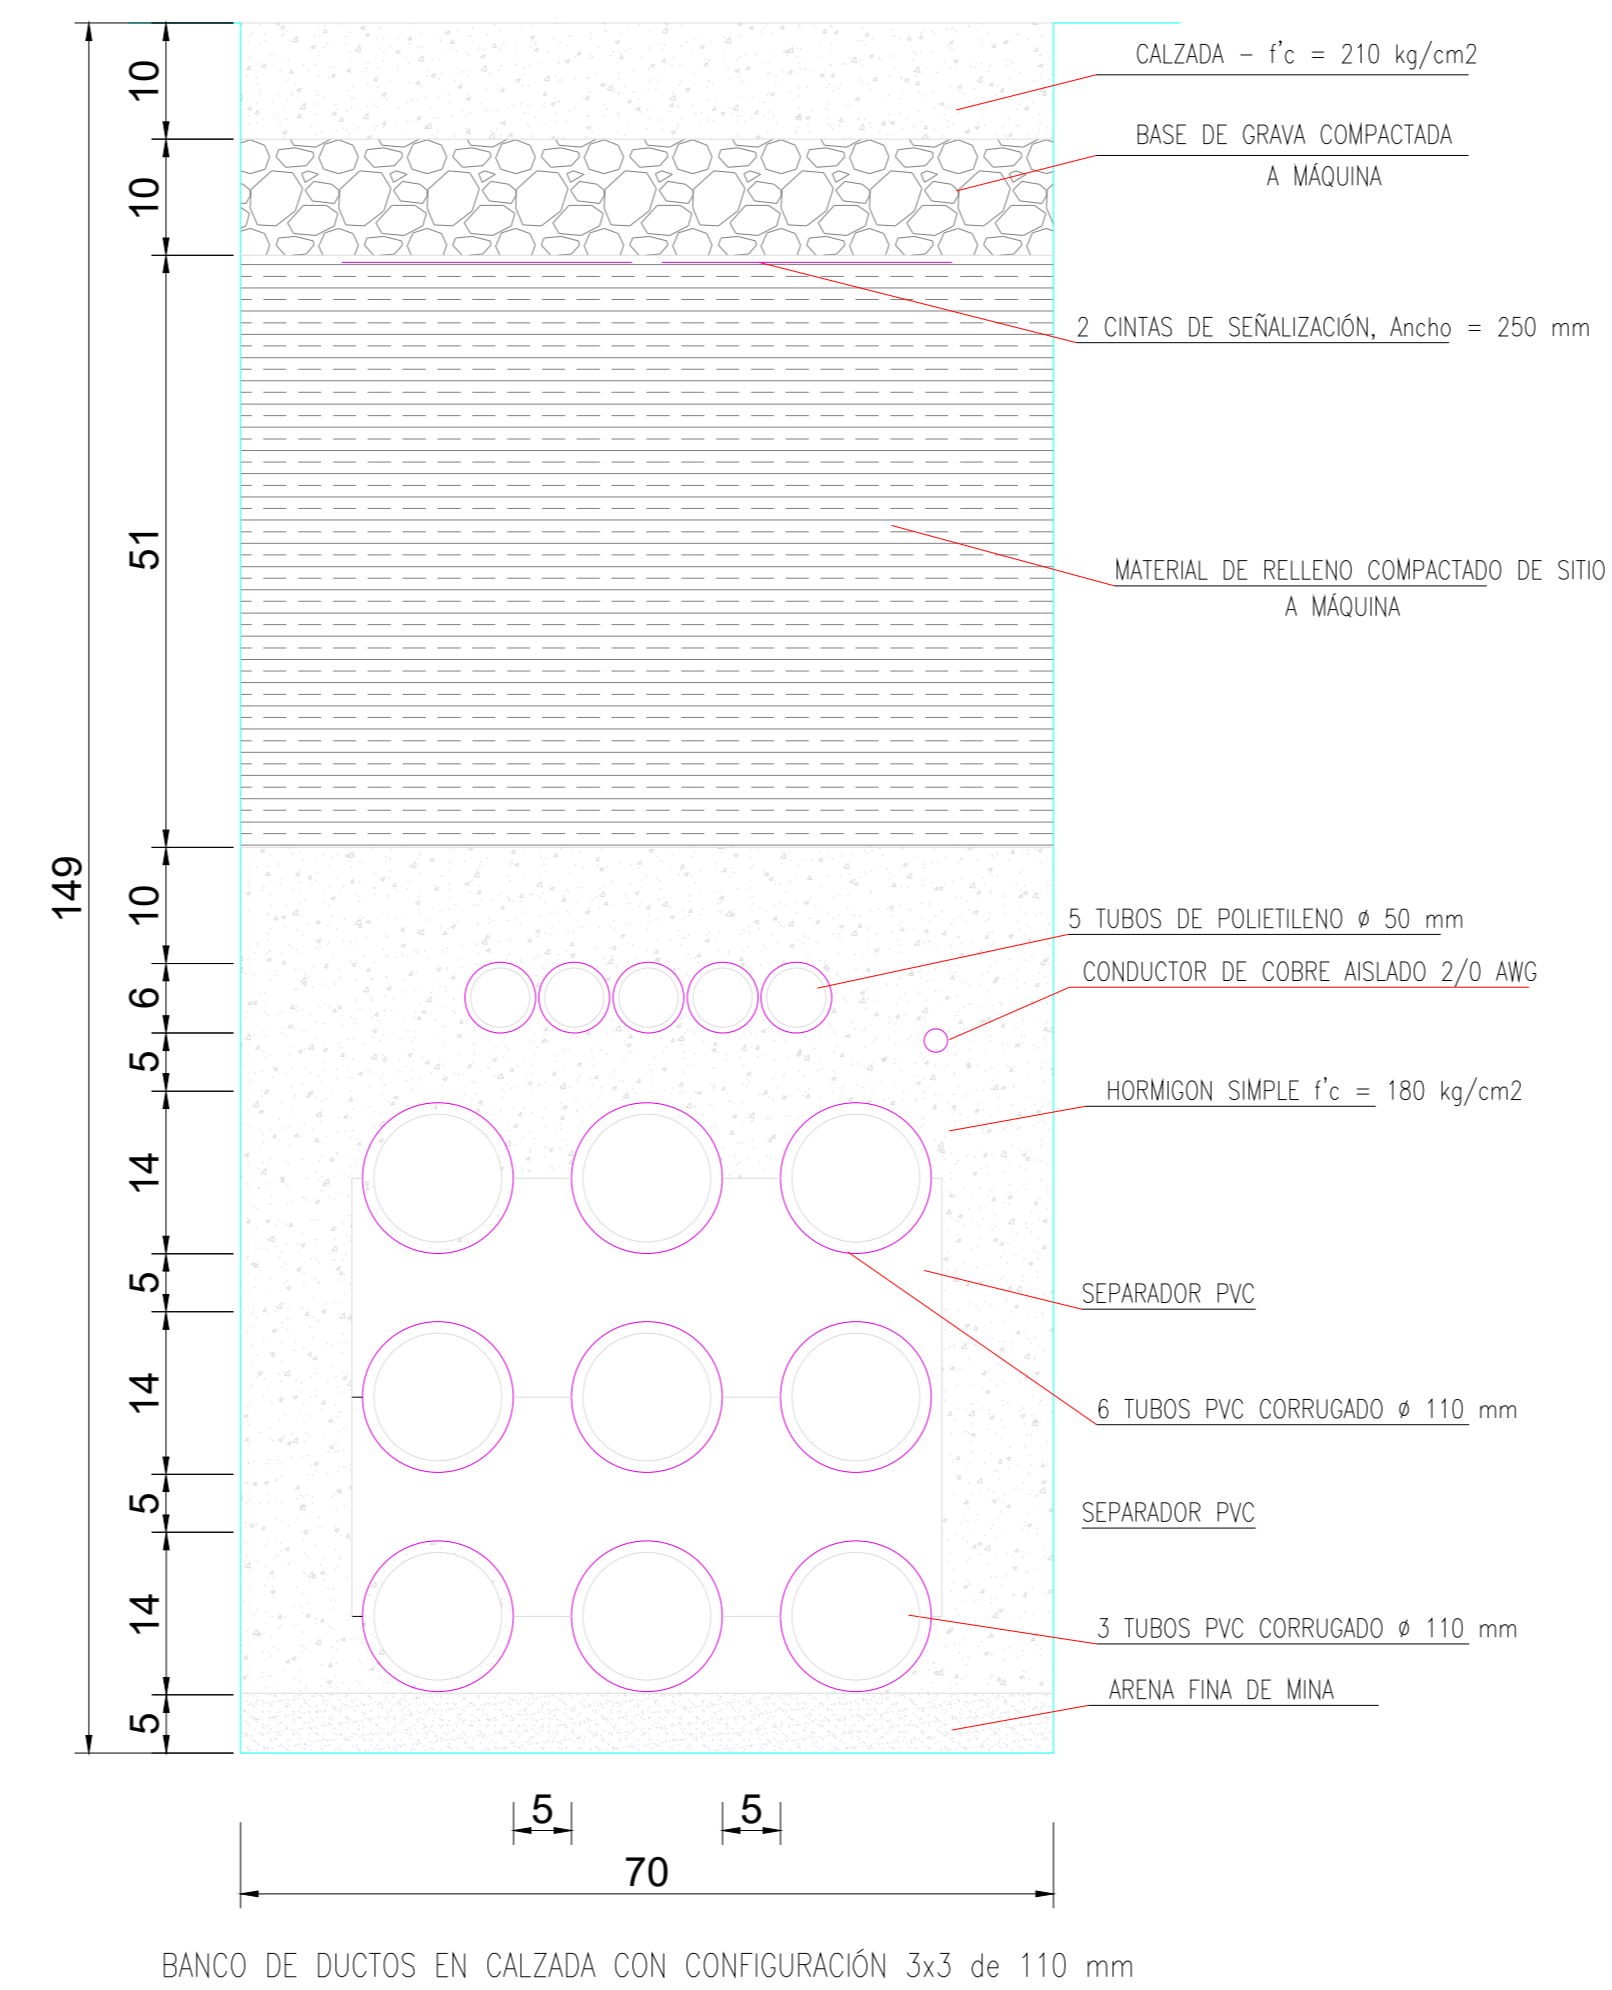 10
CALZADA – f'c = 210 kg/cm2
10
BASE DE GRAVA COMPACTADA
A MÁQUINA
2 CINTAS DE SEÑALIZACIÓN, Ancho = 250 mm
51
MATERIAL DE RELLENO COMPACTADO DE SITIO
A MÁQUINA
149
10
5 TUBOS DE POLIETILENO ø 50 mm
6
CONDUCTOR DE COBRE AISLADO 2/0 AWG
5
HORMIGON SIMPLE f'c = 180 kg/cm2
14
5
SEPARADOR PVC
14
6 TUBOS PVC CORRUGADO ø 110 mm
5
SEPARADOR PVC
14
3 TUBOS PVC CORRUGADO ø 110 mm
ARENA FINA DE MINA
5
5
5
70
BANCO DE DUCTOS EN CALZADA CON CONFIGURACIÓN 3x3 de 110 mm